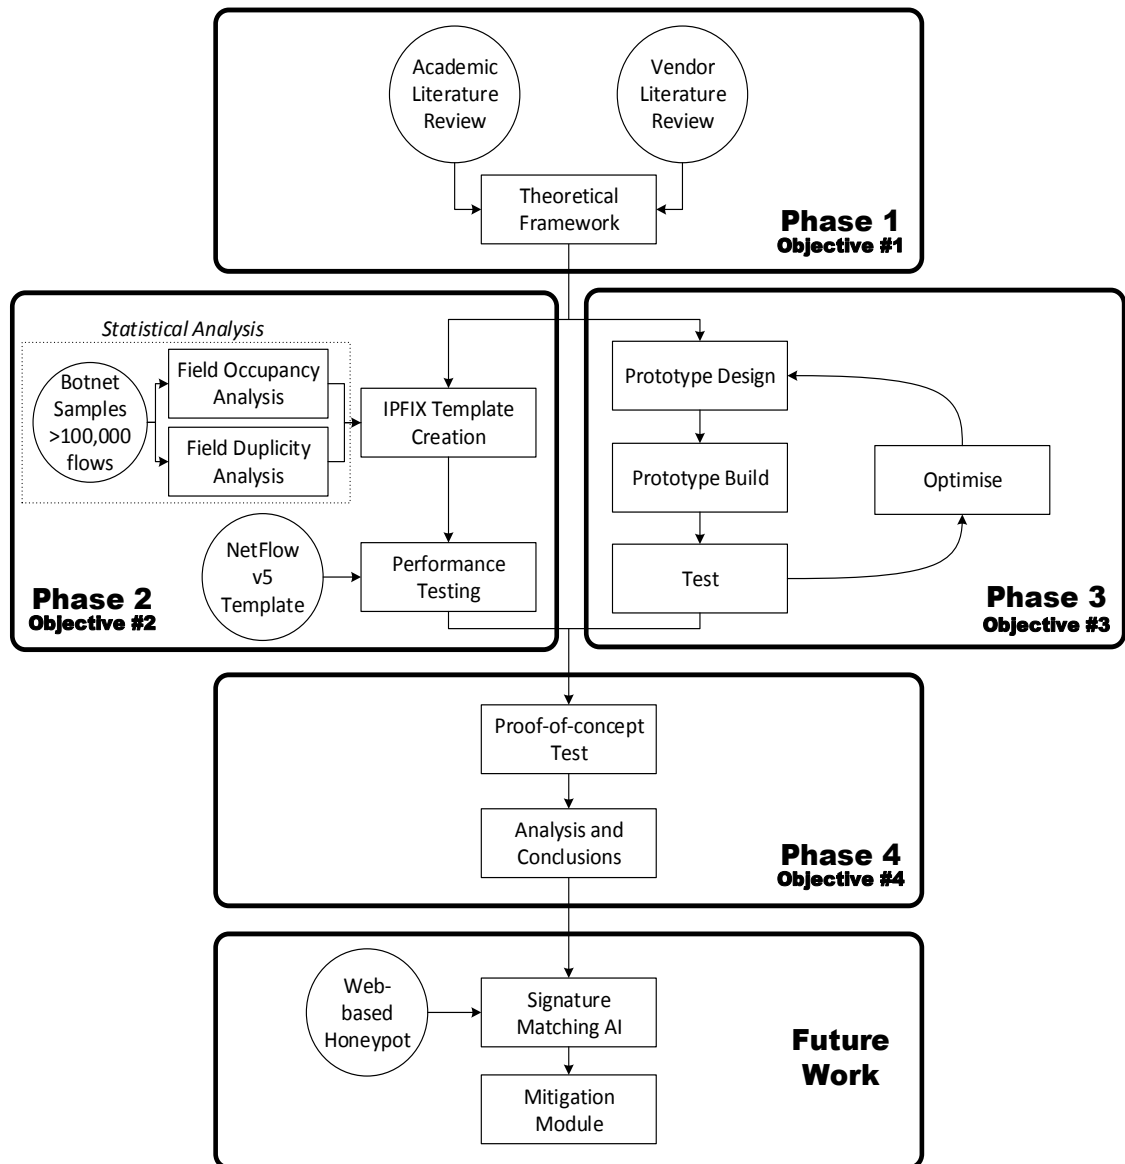 Academic
Literature
Review
Vendor
Literature
Review
Theoretical
Framework
Phase 1
Objective #1
Statistical Analysis
Botnet
Samples
>100,000
flows
Field Occupancy
Analysis
Field Duplicity
Analysis
IPFIX Template
Creation
NetFlow
v5
Template
Performance
Testing
Phase 2
Objective #2
Prototype Design
Prototype Build
Optimise
Test
Phase 3
Objective #3
Proof-of-concept
Test
Analysis and
Conclusions
Phase 4
Objective #4
Web-
based
Honeypot
Signature
Matching AI
Mitigation
Module
Future
Work